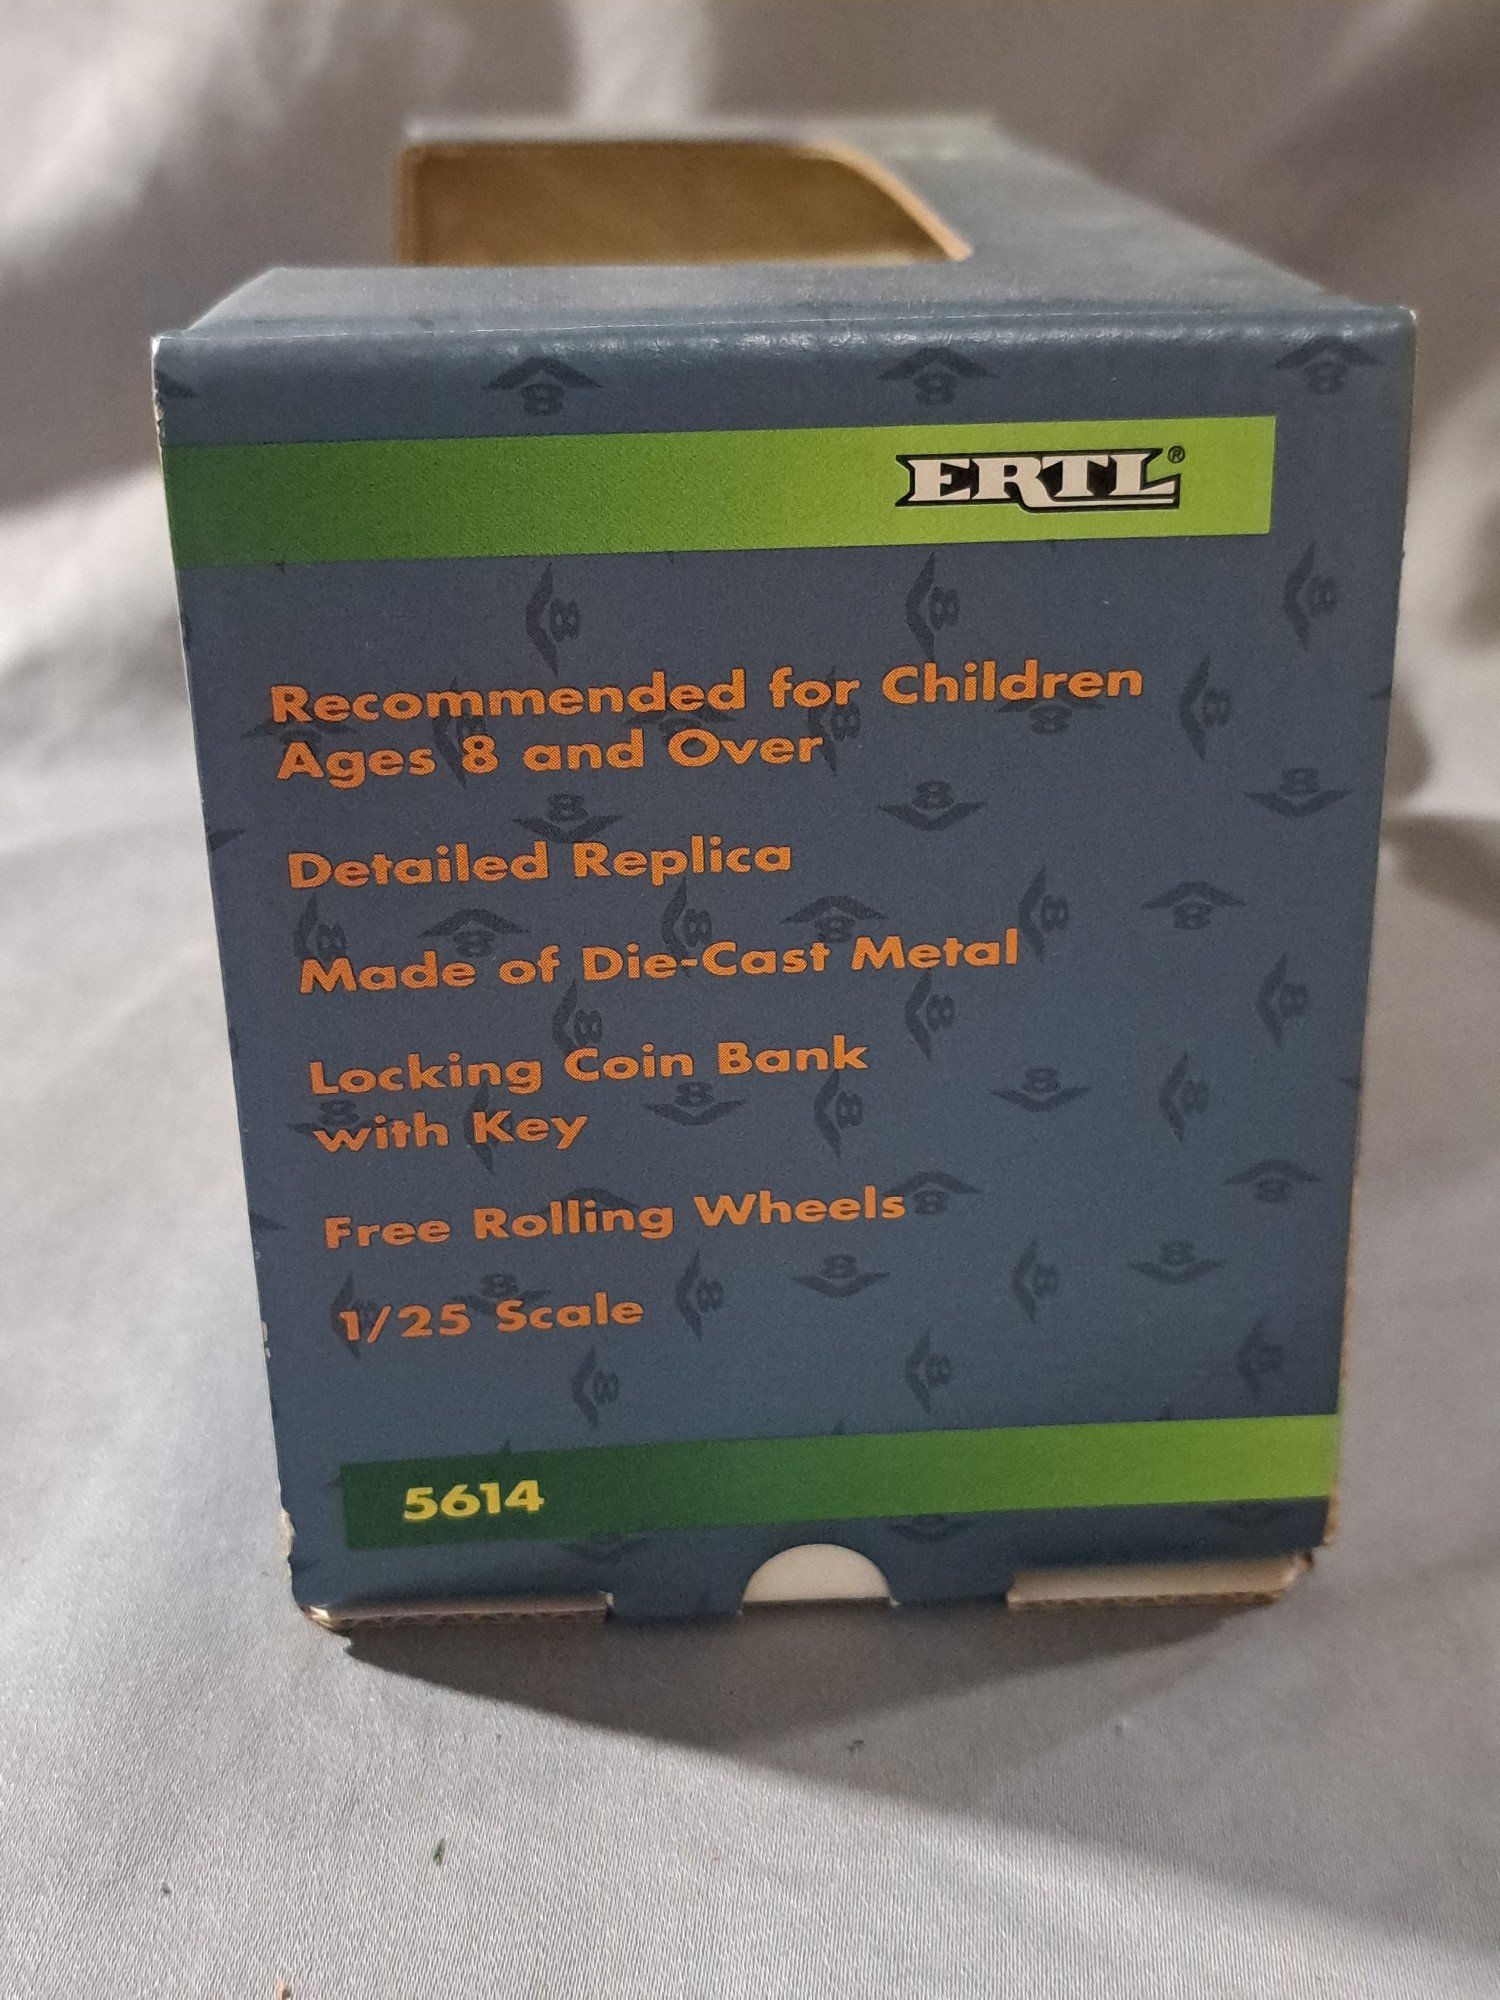 ERTL®
Recommended for Children
Ages 8 and Over
Detailed Replica
Made of Die-Cast Metal
Locking Coin Bank
with Key
Free Rolling Wheels
1/25 Scale
5614